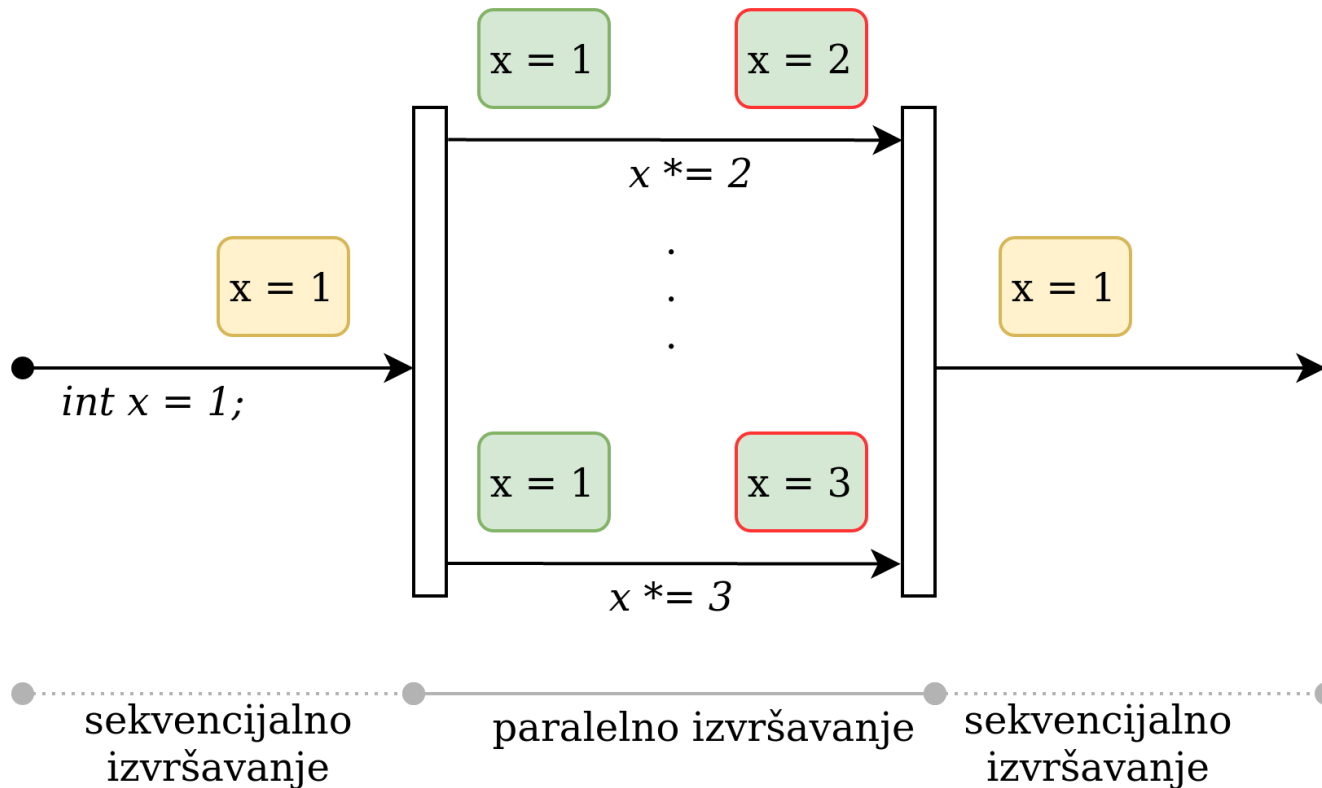 x = 1
x = 2
x *= 2
x = 1
x = 1
.
.
.
int x = 1;
x = 1
x = 3
x *= 3
sekvencijalno
izvršavanje
paralelno izvršavanje
sekvencijalno
izvršavanje